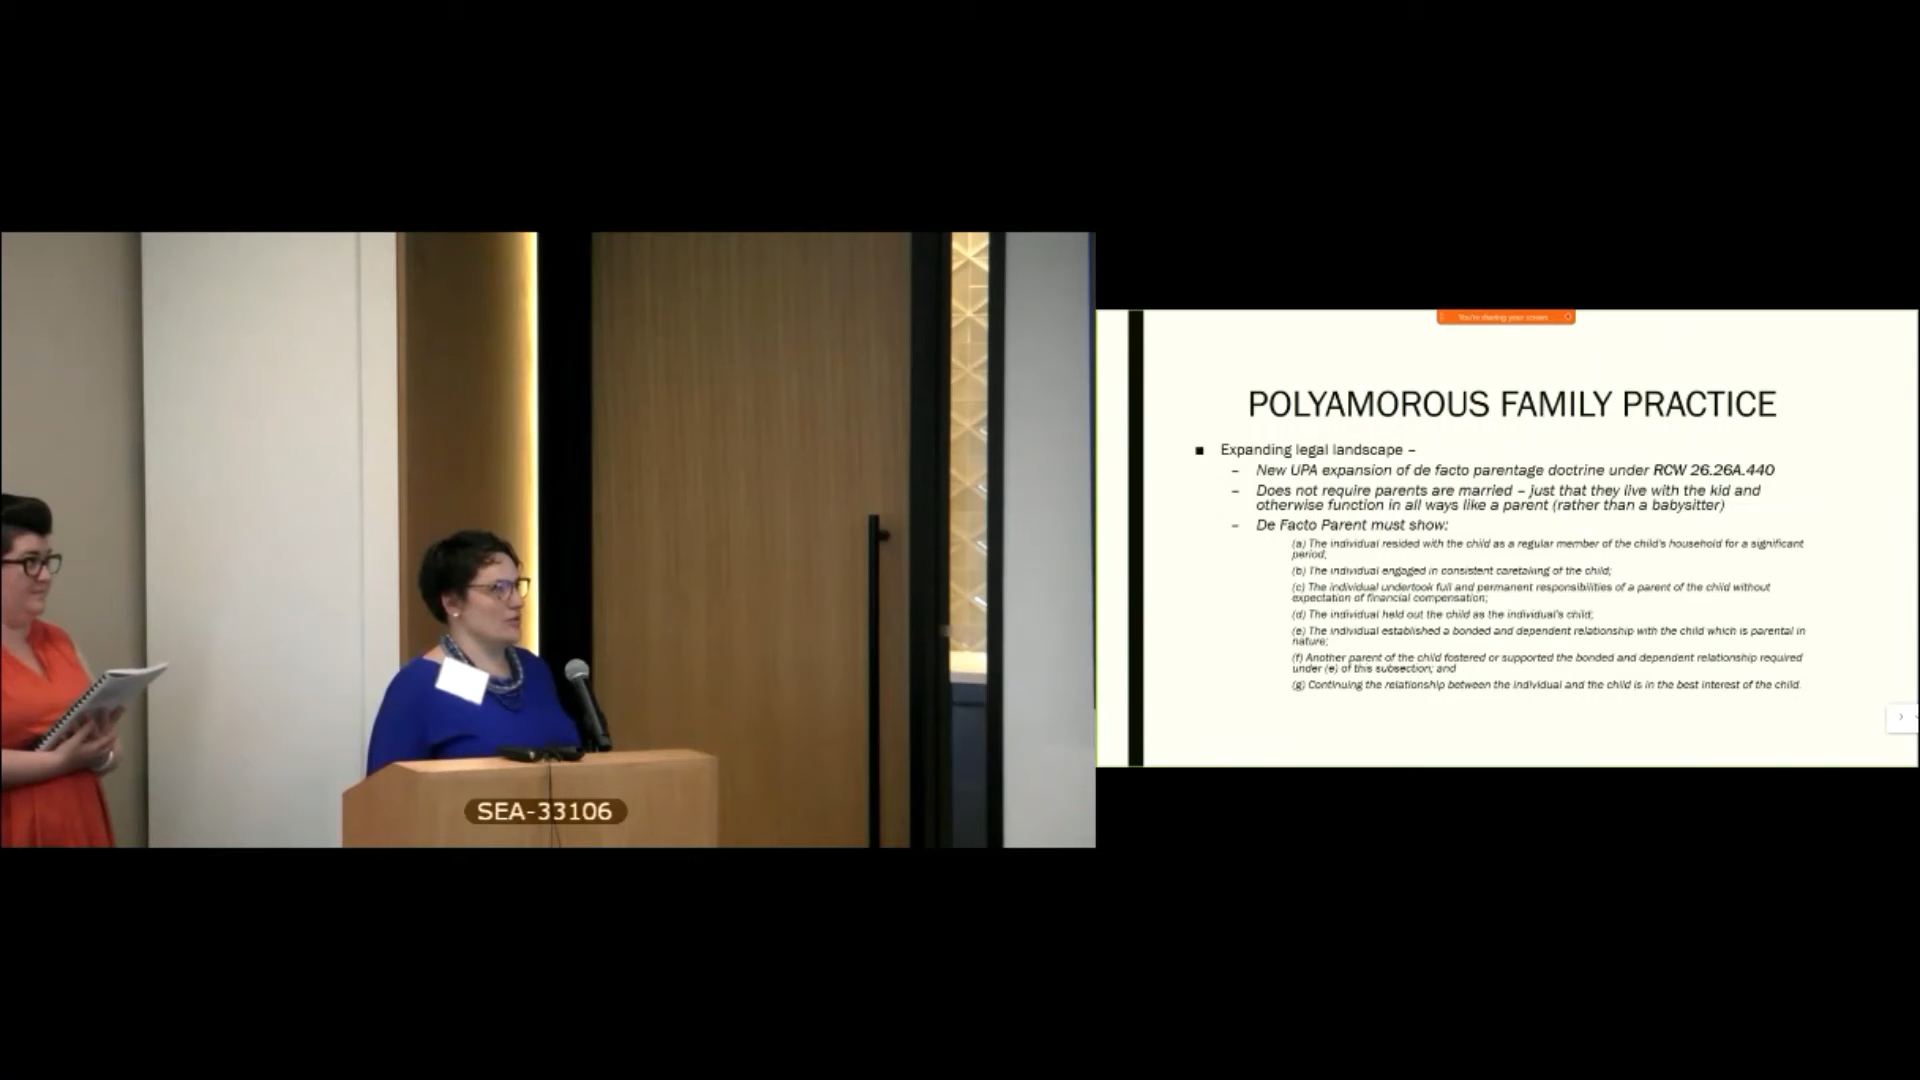 SEA-33106
You're sharing your screen
POLYAMOROUS FAMILY PRACTICE
■ Expanding legal landscape –
– New UPA expansion of de facto parentage doctrine under RCW 26.26A.440
– Does not require parents are married – just that they live with the kid and
otherwise function in all ways like a parent (rather than a babysitter)
– De Facto Parent must show:
(a) The individual resided with the child as a regular member of the child's household for a significant
period;
(b) The individual engaged in consistent caretaking of the child;
(c) The individual undertook full and permanent responsibilities of a parent of the child without
expectation of financial compensation;
(d) The individual held out the child as the individual's child;
(e) The individual established a bonded and dependent relationship with the child which is parental in
nature;
(f) Another parent of the child fostered or supported the bonded and dependent relationship required
under (e) of this subsection; and
(g) Continuing the relationship between the individual and the child is in the best interest of the child.